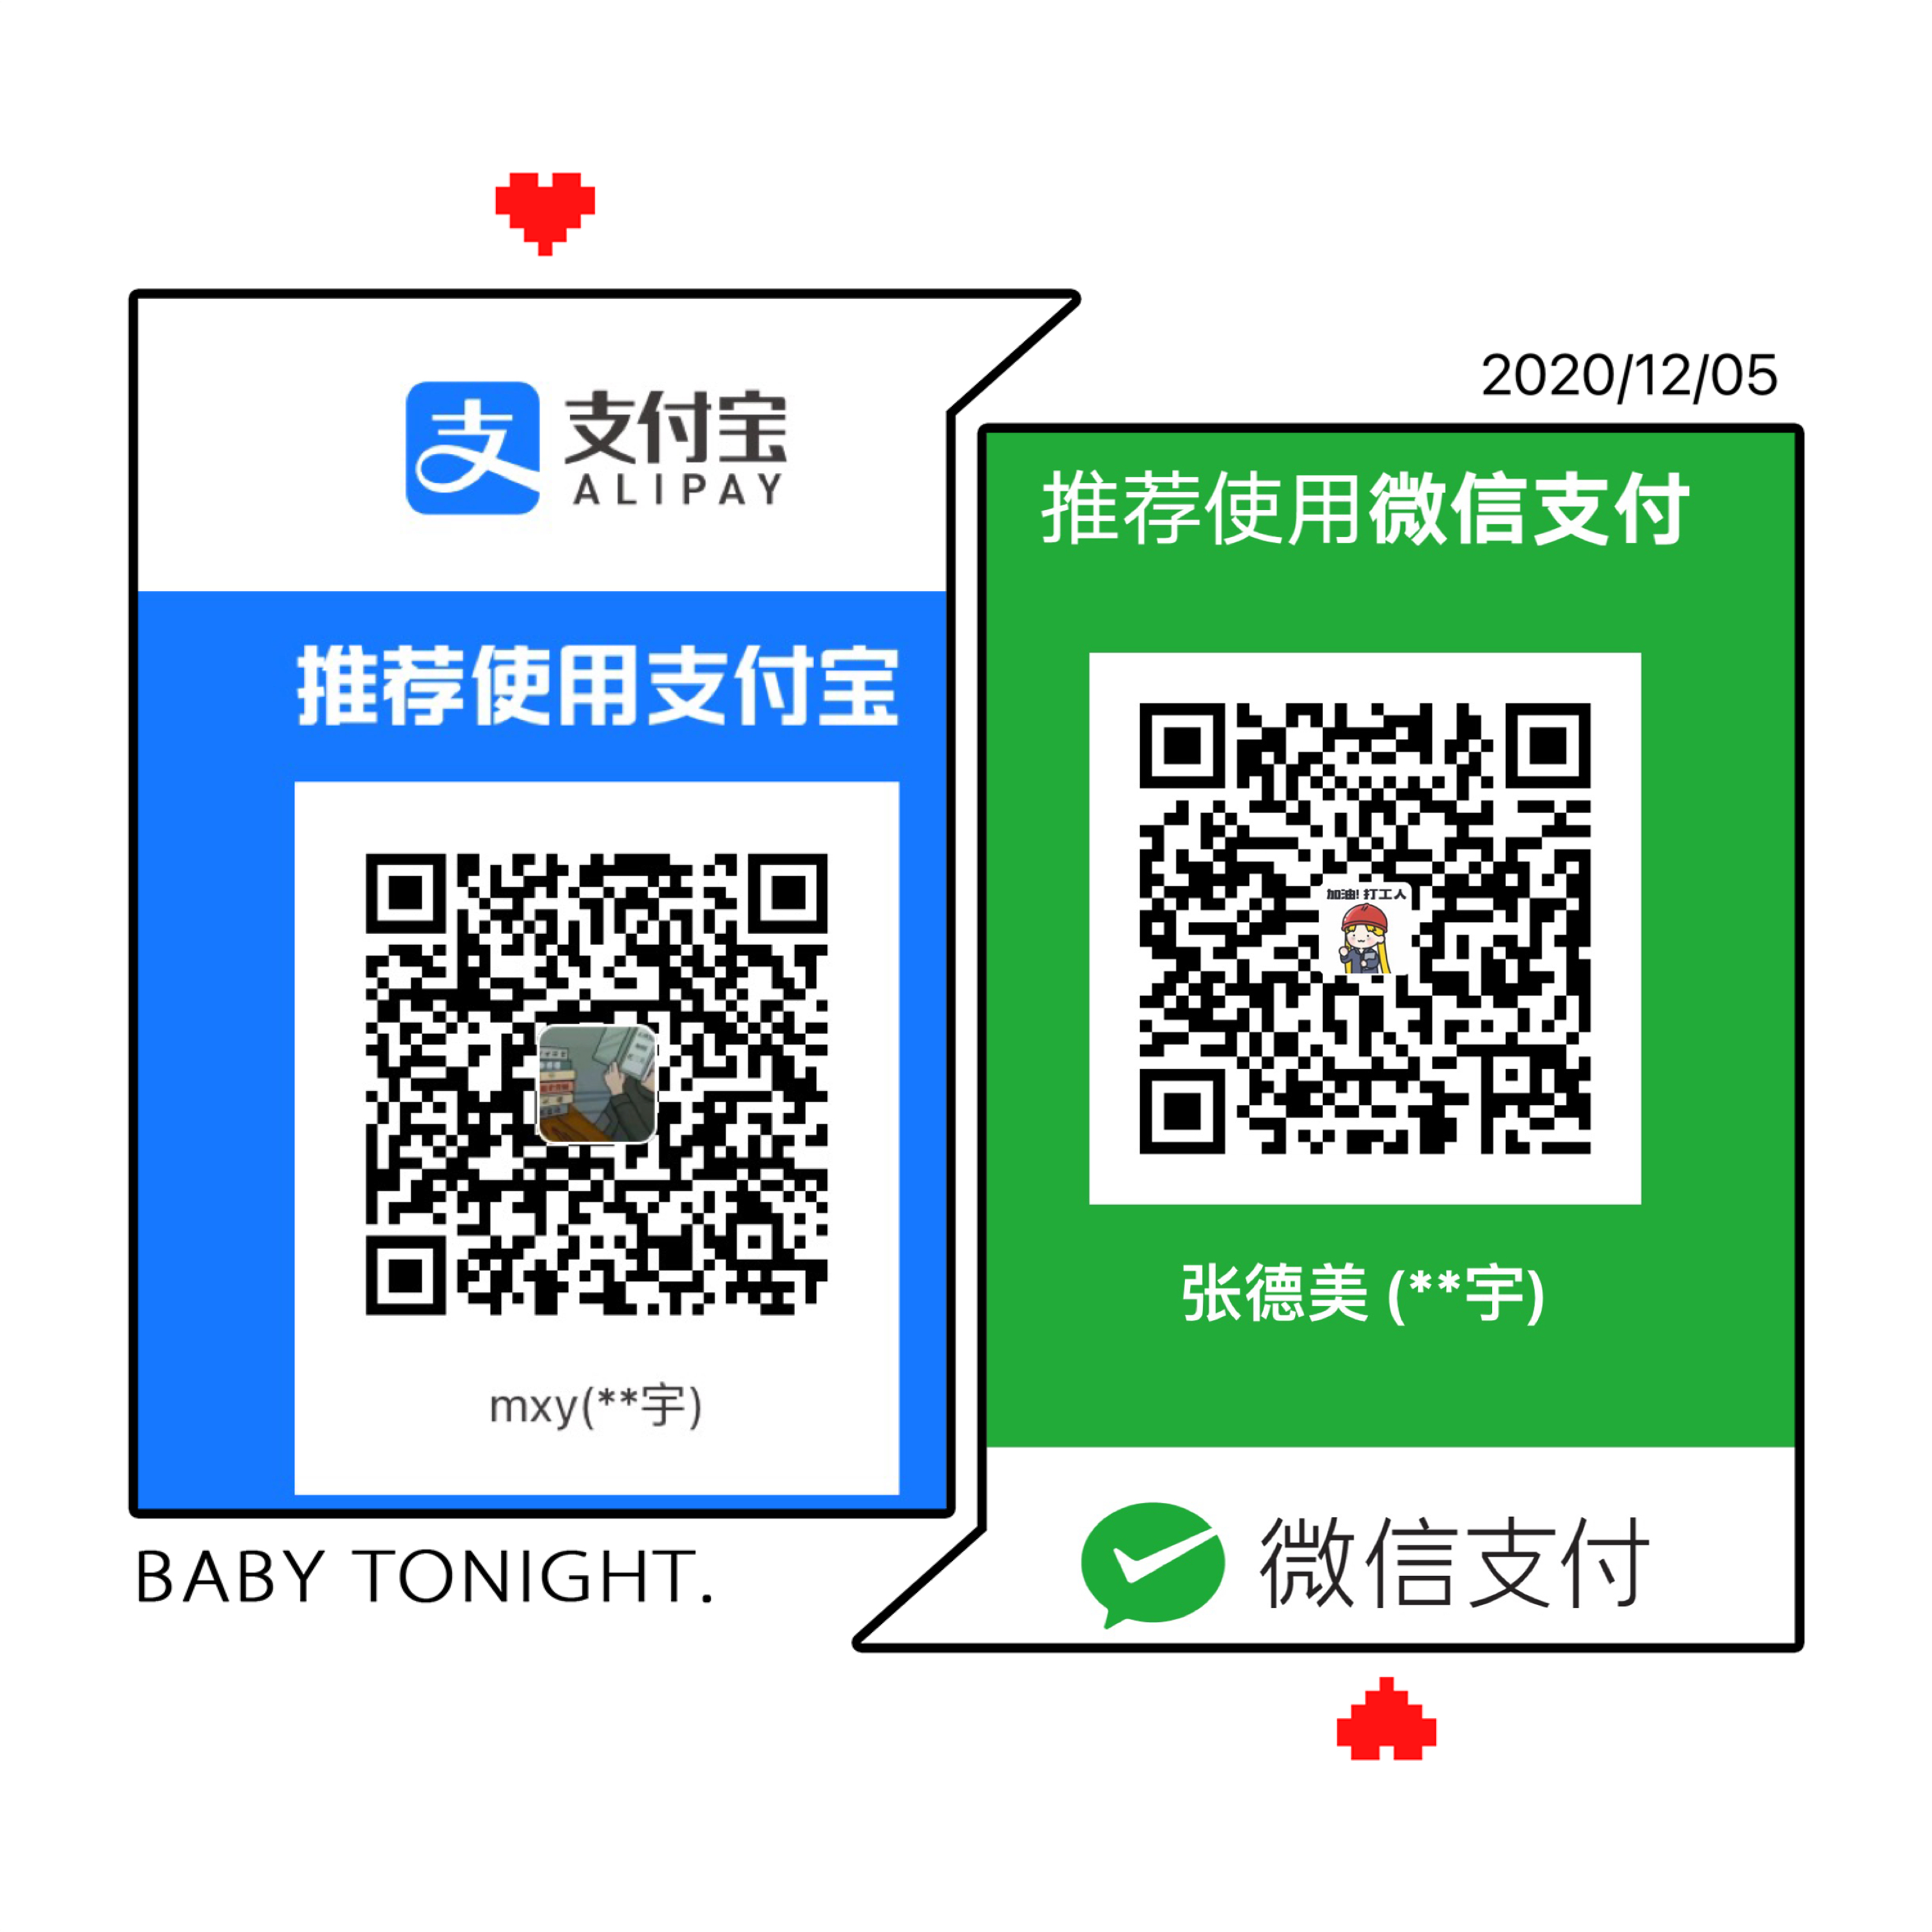 支付宝
ALIPAY
推荐使用支付宝
mxy(**宇)
BABY TONIGHT.
2020/12/05
推荐使用微信支付
加油! 打工人
张德美 (**宇)
微信支付